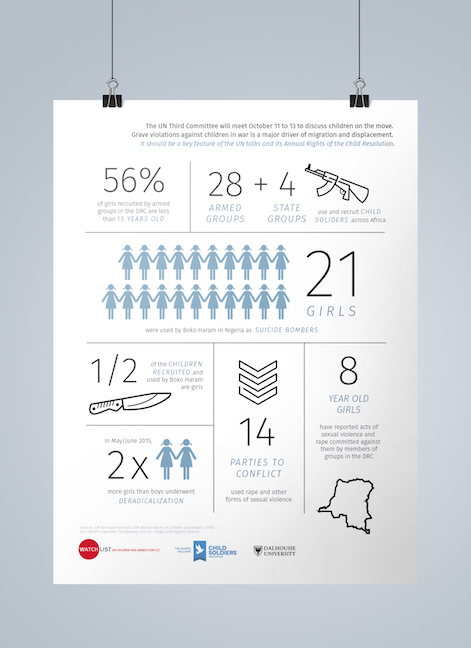 The UN Third Committee will meet October 11 to 13 to discuss children on the move.
Grave violations against children in war is a major driver of migration and displacement.
It should be a key feature of the UN talks and its Annual Rights of the Child Resolution.
56%
of girls recruited by armed
groups in the DRC are less
than 15 YEARS OLD
28 + 4
ARMED
GROUPS
STATE
GROUPS
use and recruit CHILD
SOLIDERS across Africa
21
GIRLS
were used by Boko Haram in Nigeria as SUICIDE BOMBERS
1/2
of the CHILDREN
RECRUITED and
used by Boko Haram
are girls
In May/June 2015,
2x
more girls than boys underwent
DERADICALIZATION
14
PARTIES TO
CONFLICT
used rape and other
forms of sexual violence
8
YEAR OLD
GIRLS
have reported acts of
sexual violence and
rape committed against
them by members of
groups in the DRC
WATCH LIST ON CHILDREN AND ARMED CONFLICT
CHILD
SOLDIERS
DALHOUSIE
UNIVERSITY